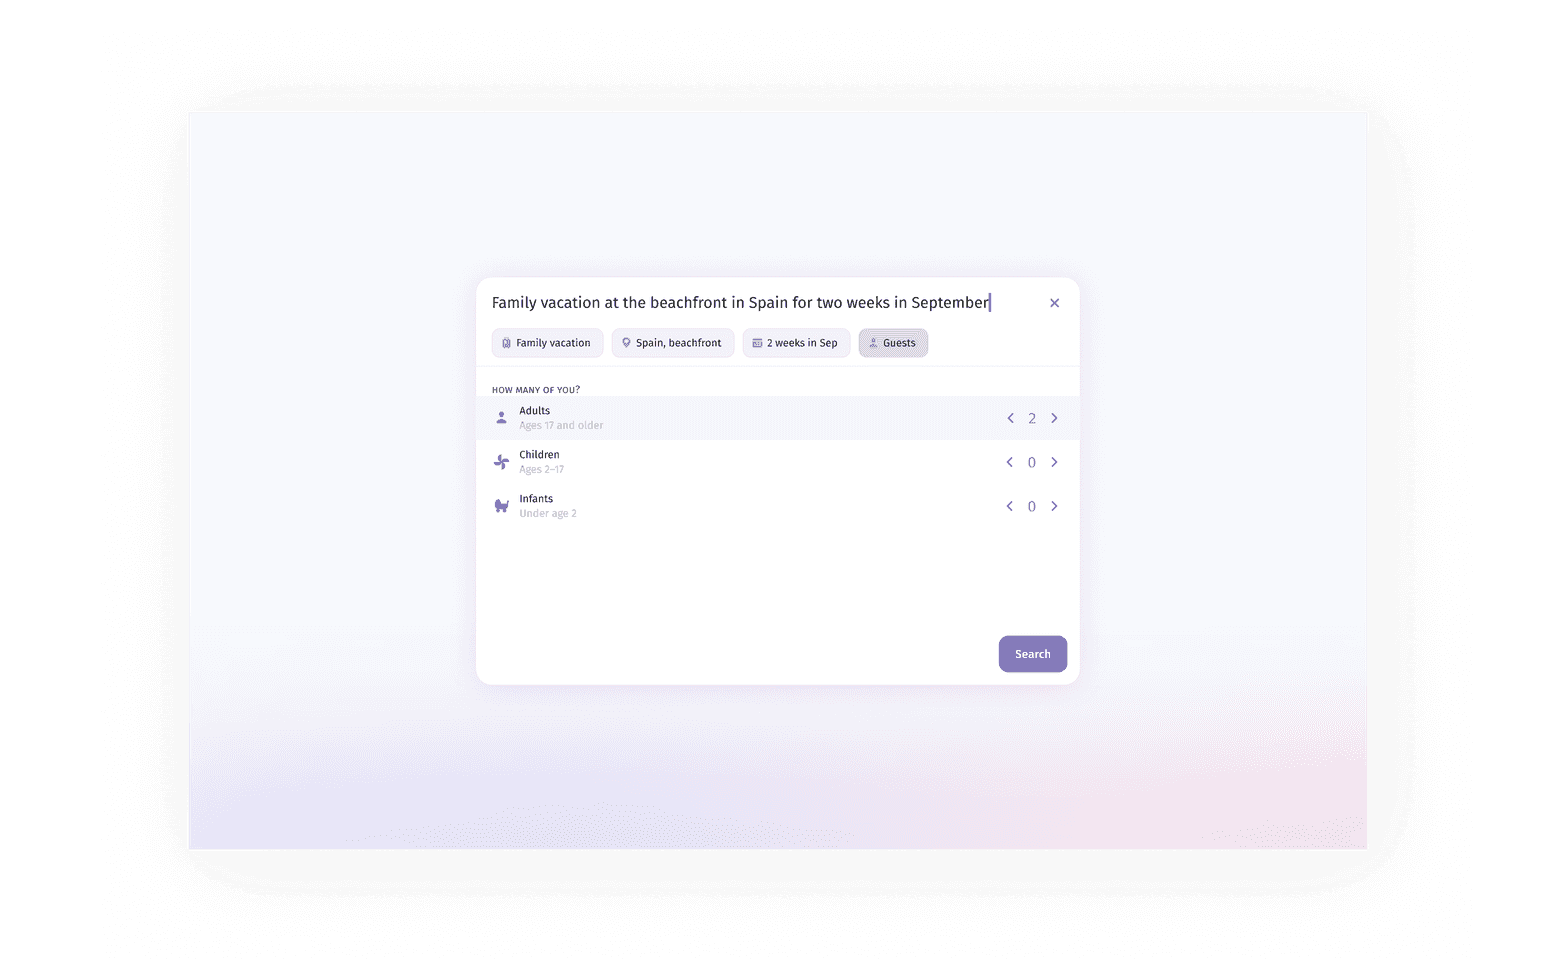 Family vacation at the beachfront in Spain for two weeks in September
Family vacation
Spain, beachfront
2 weeks in Sep
Guests
HOW MANY OF YOU?
Adults
Ages 17 and older
2
Children
Ages 2–17
0
Infants
Under age 2
0
Search